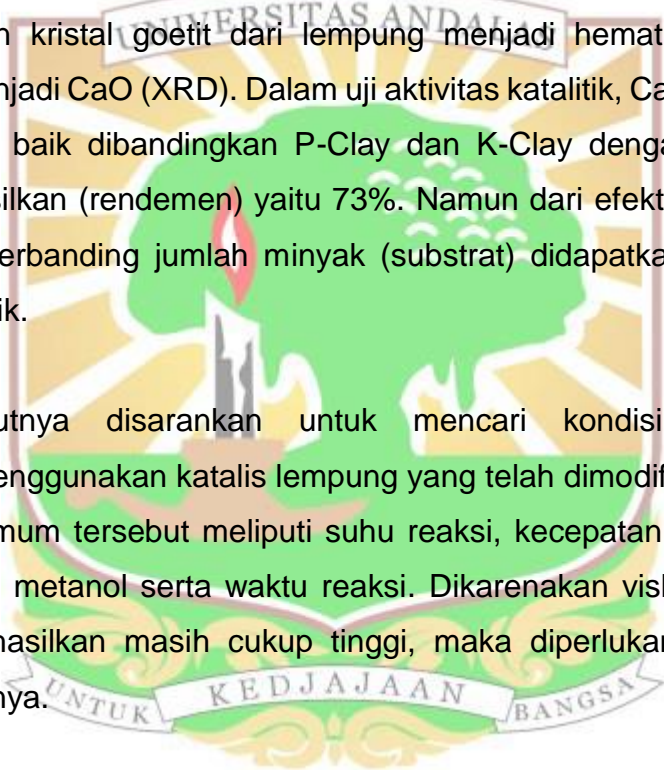 UNIVERSITAS ANDALAS
n kristal goetit dari lempung menjadi hemat
njadi CaO (XRD). Dalam uji aktivitas katalitik, Ca
baik dibandingkan P-Clay dan K-Clay denga
silkan (rendemen) yaitu 73%. Namun dari efekt
erbanding jumlah minyak (substrat) didapatka
ik.
utnya disarankan untuk mencari kondisi
enggunakan katalis lempung yang telah dimodif
mum tersebut meliputi suhu reaksi, kecepatan
metanol serta waktu reaksi. Dikarenakan visl
hasilkan masih cukup tinggi, maka diperlukan
nya.
UNTUK KEDJAJAAN BANGSA